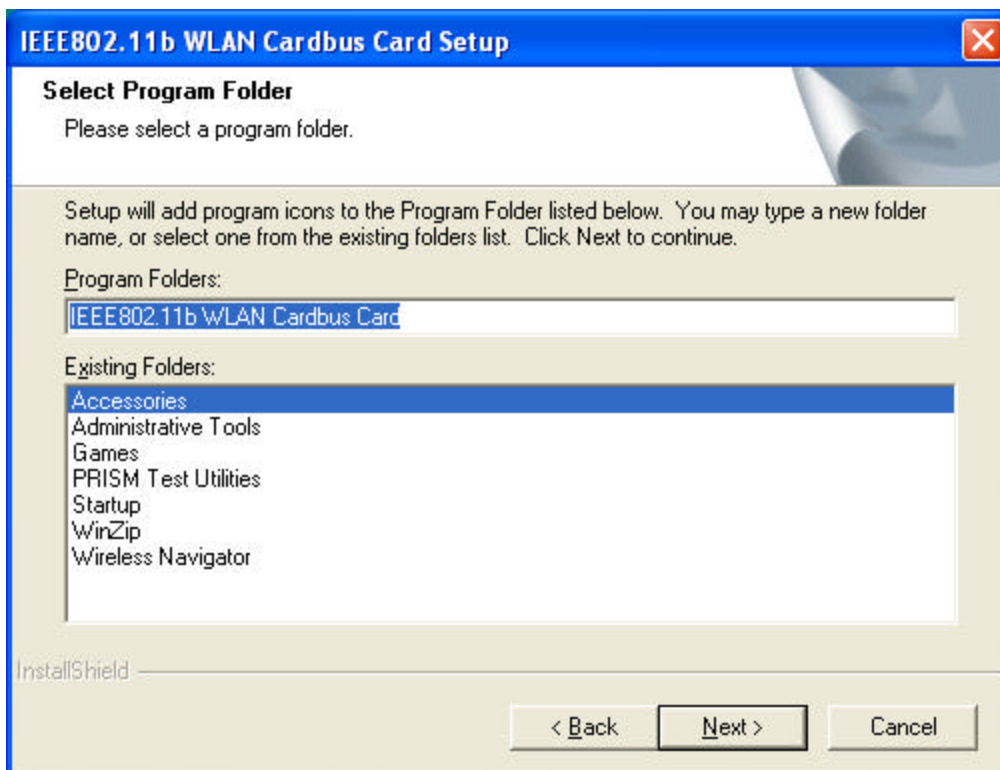 IEEE802.11b WLAN Cardbus Card Setup
Select Program Folder
Please select a program folder.
Setup will add program icons to the Program Folder listed below.  You may type a new folder
name, or select one from the existing folders list.  Click Next to continue.
Program Folders:
IEEE802.11b WLAN Cardbus Card
Existing Folders:
Accessories
Administrative Tools
Games
PRISM Test Utilities
Startup
WinZip
Wireless Navigator
InstallShield
< Back
Next >
Cancel